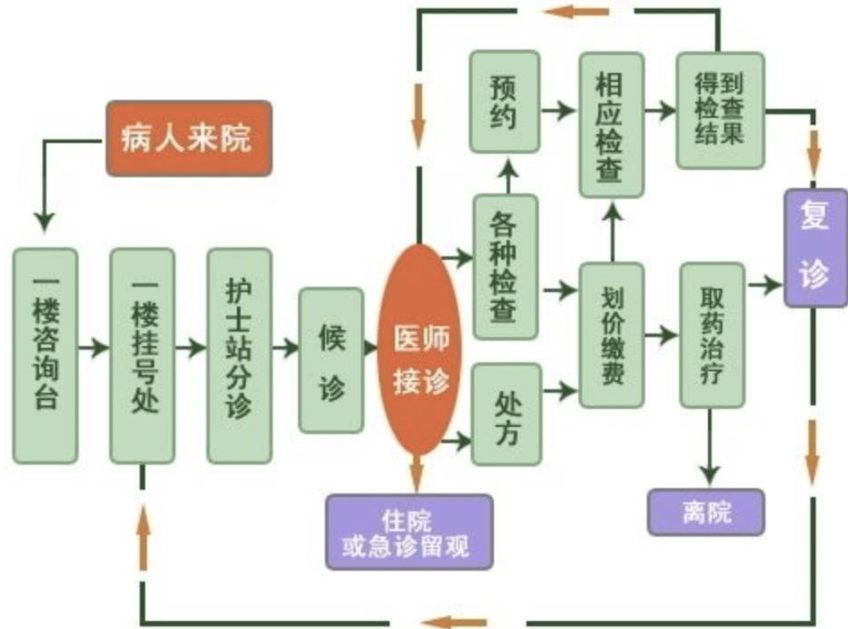 病人来院
一楼咨询台
一楼挂号处
护士站分诊
候诊
医师
接诊
住院
或急诊留观
各种检查
预约
相应检查
得到
检查
结果
处方
划价缴费
取药治疗
离院
复诊